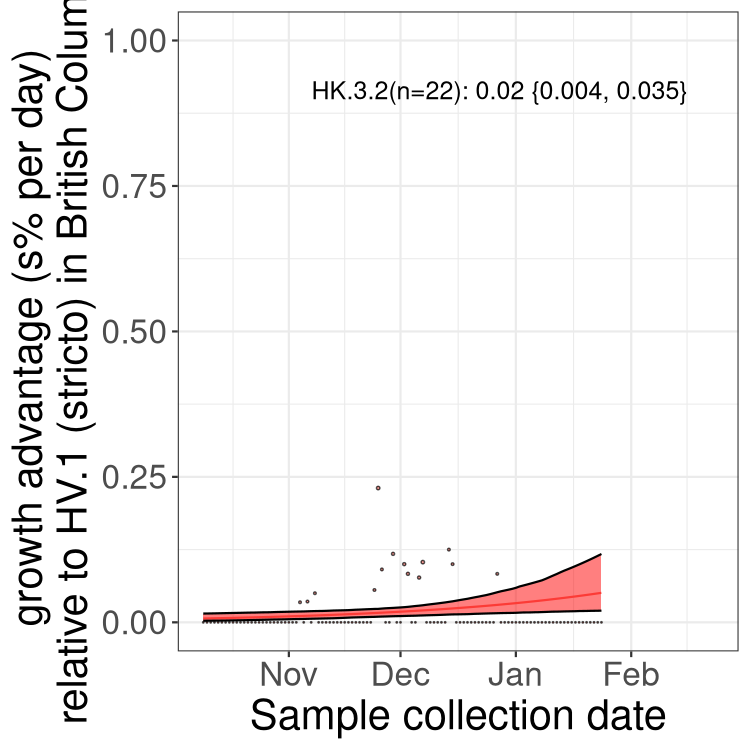 growth advantage (s% per day)
relative to HV.1 (stricto) in British Colum
1.00
0.75
0.50
0.25
0.00
HK.3.2(n=22): 0.02 {0.004, 0.035}
Nov Dec Jan Feb
Sample collection date